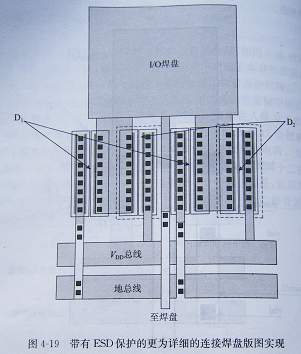 I/O焊盘
D₁
D₂
V_DD总线
地总线
至焊盘
图 4-19 带有 ESD 保护的更为详细的连接焊盘版图实现